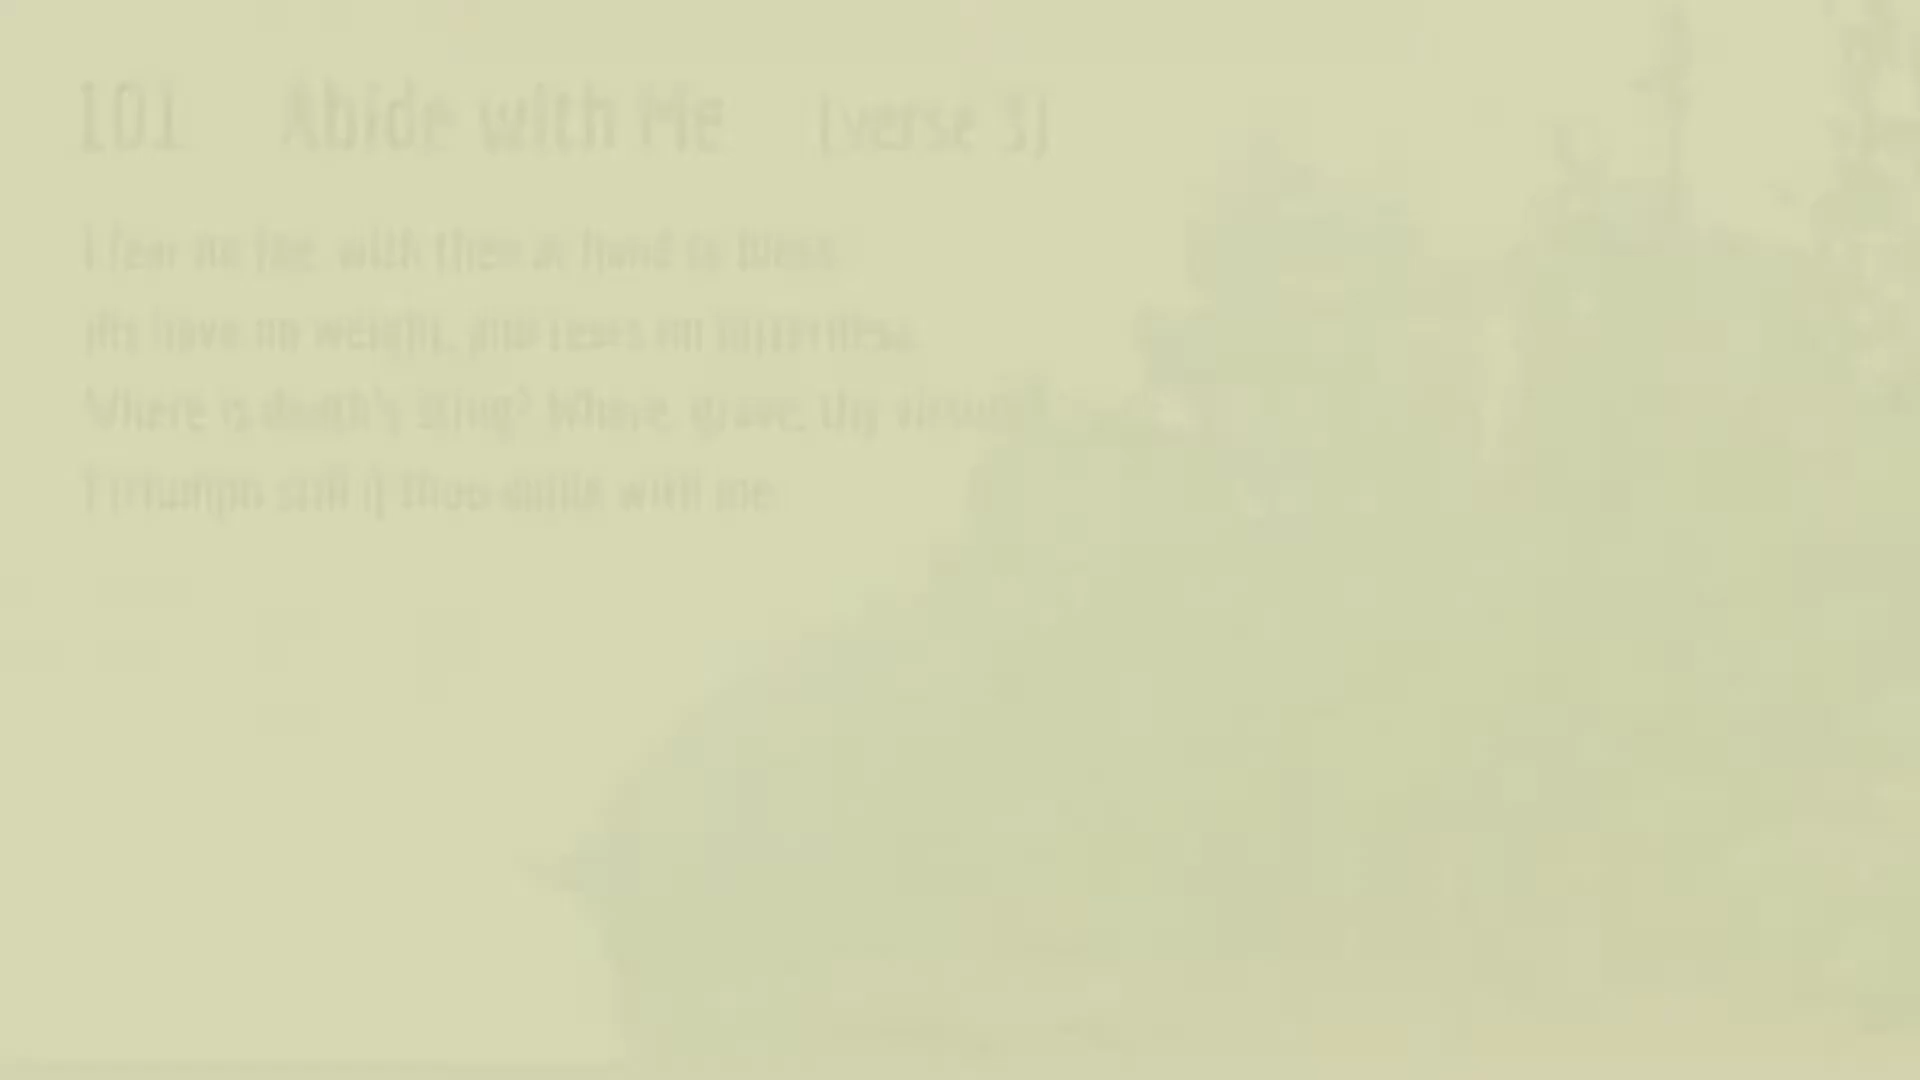 101 Abide with Me (verse 3)
I fear no foe, with thee at hand to bless
Ills have no weight, and tears no bitterness.
Where is death's sting? Where, grave, thy victory?
I triumph still if thou abide with me.